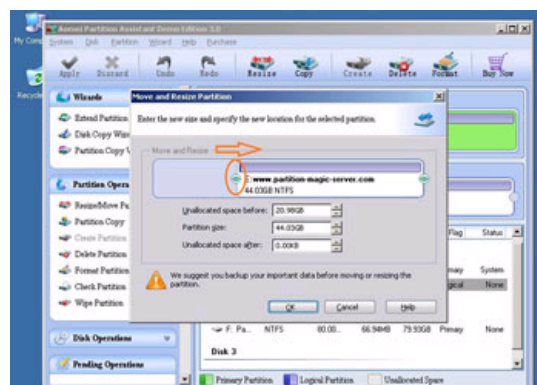 Aomei Partition Assistant Demo Edition 3.0
My Comp
System Disk Partition Wizard Help Purchase
Apply Discard Undo Redo Resize Copy Create Delete Format Buy Now
Recycle
Wizards
Extend Partition
Disk Copy Wiza
Partition Copy W
Move and Resize Partition
Enter the new size and specify the new location for the selected partition.
Move and Resize
www.partition-magic-server.com
44.03GB NTFS
Unallocated space before: 20.98GB
Partition size: 44.03GB
Unallocated space after: 0.00KB
We suggest you backup your important data before moving or resizing the
partition.
OK Cancel Help
Partition Opera
Resize/Move Pa
Partition Copy
Create Partition
Delete Partition
Format Partition
Check Partition
Wipe Partition
Flag Status
System
None
F: Pa... NTFS 80.00... 66.94MB 79.93GB Primary None
Disk 3
Disk Operations
Pending Operations
Primary Partition Logical Partition Unallocated Space